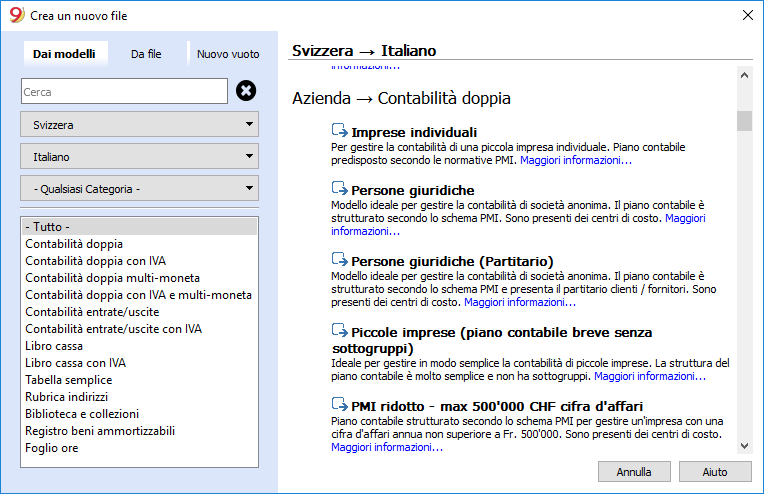 Crea un nuovo file
Dai modelli
Da file
Nuovo vuoto
Cerca
Svizzera
Italiano
- Qualsiasi Categoria -
- Tutto -
Contabilità doppia
Contabilità doppia con IVA
Contabilità doppia multi-moneta
Contabilità doppia con IVA e multi-moneta
Contabilità entrate/uscite
Contabilità entrate/uscite con IVA
Libro cassa
Libro cassa con IVA
Tabella semplice
Rubrica indirizzi
Biblioteca e collezioni
Registro beni ammortizzabili
Foglio ore
Svizzera → Italiano
informazioni...
Azienda → Contabilità doppia
Imprese individuali
Per gestire la contabilità di una piccola impresa individuale. Piano contabile
predisposto secondo le normative PMI. Maggiori informazioni...
Persone giuridiche
Modello ideale per gestire la contabilità di società anonima. Il piano contabile è
strutturato secondo lo schema PMI. Sono presenti dei centri di costo. Maggiori
informazioni...
Persone giuridiche (Partitario)
Modello ideale per gestire la contabilità di società anonima. Il piano contabile è
strutturato secondo lo schema PMI e presenta il partitario clienti / fornitori. Sono
presenti dei centri di costo. Maggiori informazioni...
Piccole imprese (piano contabile breve senza
sottogruppi)
Ideale per gestire in modo semplice la contabilità di piccole imprese. La struttura del
piano contabile è molto semplice e non ha sottogruppi. Maggiori informazioni...
PMI ridotto - max 500'000 CHF cifra d'affari
Piano contabile strutturato secondo lo schema PMI per gestire un'impresa con una
cifra d'affari annua non superiore a Fr. 500'000. Sono presenti dei centri di costo.
Maggiori informazioni...
Annulla
Aiuto